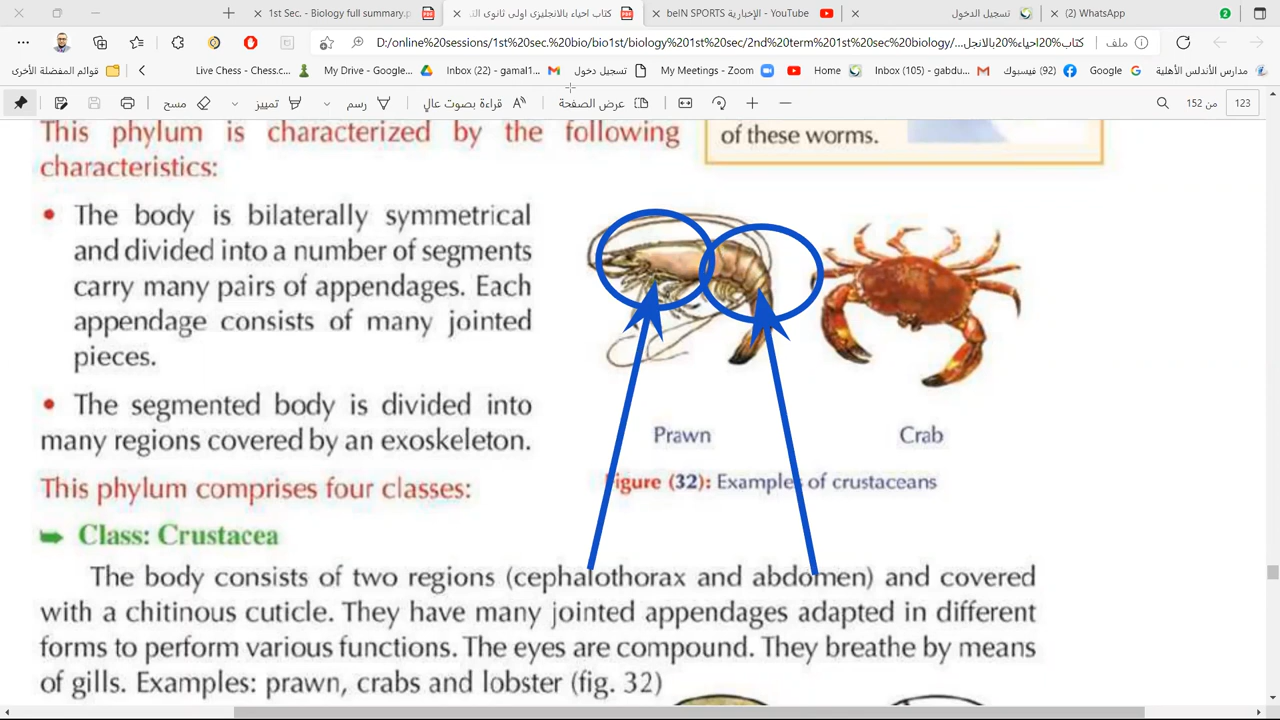 1st Sec. - Biology full summary.p
كتاب احياء بالانجليزى اولى ثانوى الت
YouTube - الإخبارية beIN SPORTS
تسجيل الدخول
(2) WhatsApp
2
D:/online%20sessions/1st%20sec.%20bio/bio1st/biology%201st%20sec/2nd%20term%201st%20sec%20biology/...كتاب%20احياء%20بالانجل
ملف
قوائم المفضلة الأخرى
Live Chess - Chess.c...
My Drive - Google...
Inbox (22) - gamal1...
تسجيل دخول
My Meetings - Zoom
Home
Inbox (105) - gabdu...
(92) فيسبوك
Google
مدارس الأندلس الأهلية
مسح
تمييز
رسم
قراءة بصوت عالٍ
عرض الصفحة
من 152
123
This phylum is characterized by the following
characteristics:
of these worms.
• The body is bilaterally symmetrical
and divided into a number of segments
carry many pairs of appendages. Each
appendage consists of many jointed
pieces.
• The segmented body is divided into
many regions covered by an exoskeleton.
Prawn
Crab
Figure (32): Examples of crustaceans
This phylum comprises four classes:
Class: Crustacea
The body consists of two regions (cephalothorax and abdomen) and covered
with a chitinous cuticle. They have many jointed appendages adapted in different
forms to perform various functions. The eyes are compound. They breathe by means
of gills. Examples: prawn, crabs and lobster (fig. 32)